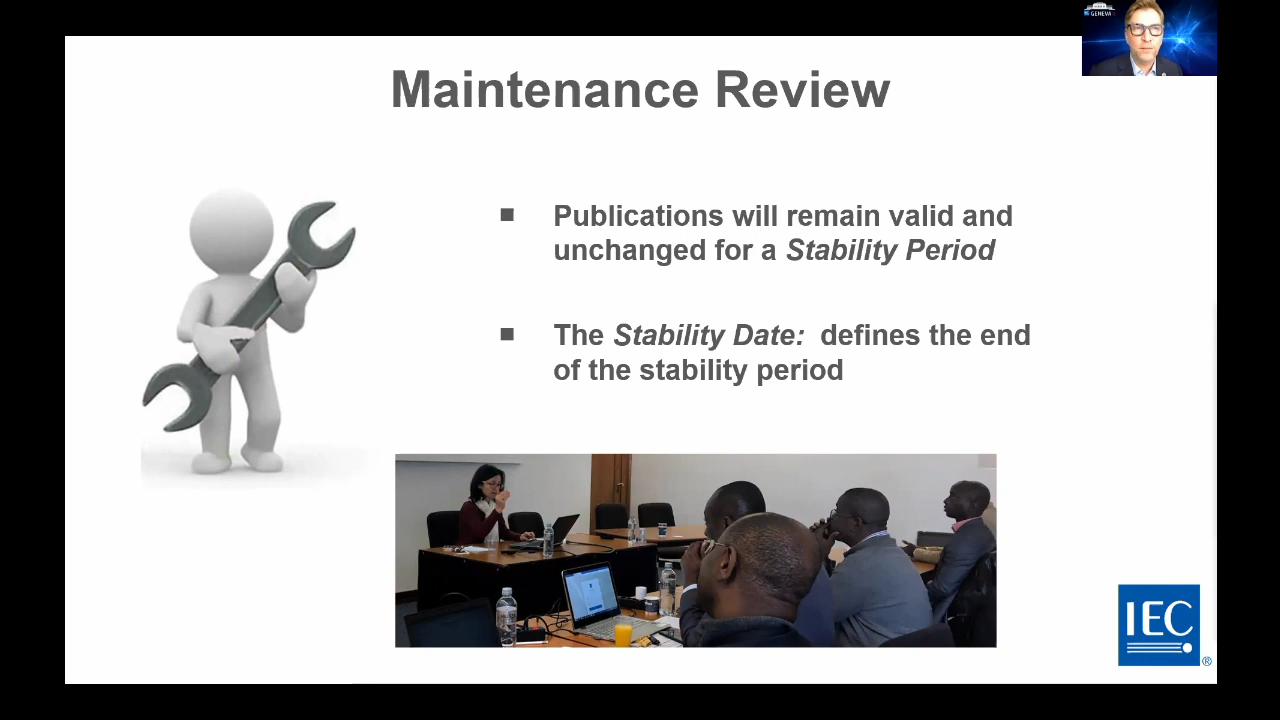 GENEVA
Maintenance Review
■ Publications will remain valid and
unchanged for a Stability Period
■ The Stability Date:  defines the end
of the stability period
IEC
®